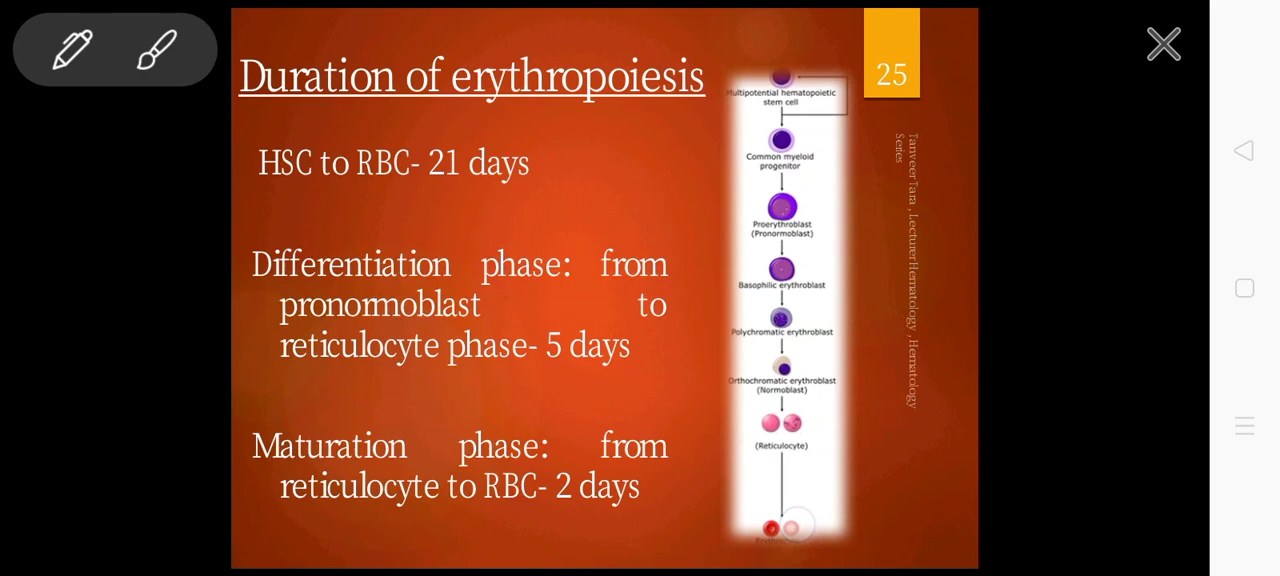 Duration of erythropoiesis
25
HSC to RBC- 21 days
Differentiation phase: from
pronormoblast to
reticulocyte phase- 5 days
Maturation phase: from
reticulocyte to RBC- 2 days
Multipotential hematopoietic
stem cell
Common myeloid
progenitor
Proerythroblast
(Pronormoblast)
Basophilic erythroblast
Polychromatic erythroblast
Orthochromatic erythroblast
(Normoblast)
(Reticulocyte)
Tanveer Tara , Lecturer Hematology , Hematology
Series